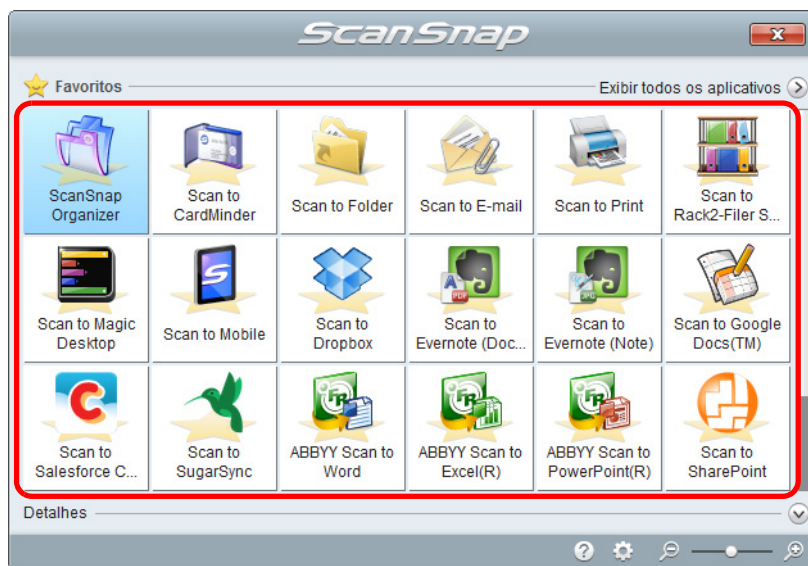 ScanSnap
Favoritos
Exibir todos os aplicativos
ScanSnap
Organizer
Scan to
CardMinder
Scan to Folder
Scan to E-mail
Scan to Print
Scan to
Rack2-Filer S...
Scan to Magic
Desktop
Scan to Mobile
Scan to
Dropbox
Scan to
Evernote (Doc...
Scan to
Evernote (Note)
Scan to Google
Docs(TM)
Scan to
Salesforce C...
Scan to
SugarSync
ABBYY Scan to
Word
ABBYY Scan to
Excel(R)
ABBYY Scan to
PowerPoint(R)
Scan to
SharePoint
Detalhes